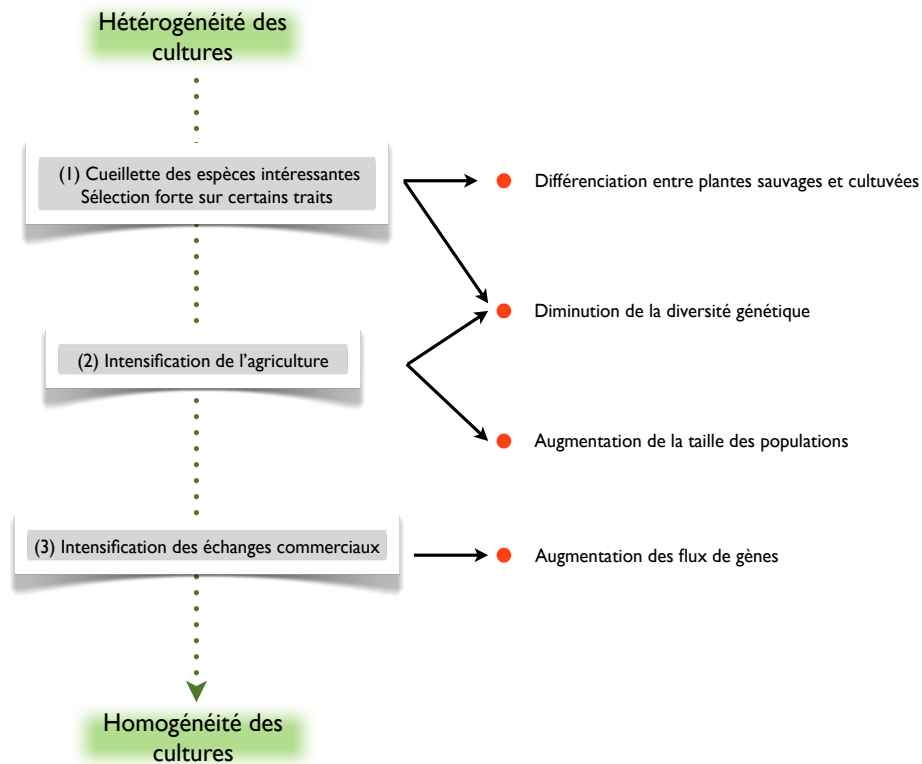 Hétérogénéité des
cultures
(1) Cueillette des espèces intéressantes
Sélection forte sur certains traits
Différenciation entre plantes sauvages et cultuvées
Diminution de la diversité génétique
(2) Intensification de l'agriculture
Augmentation de la taille des populations
(3) Intensification des échanges commerciaux
Augmentation des flux de gènes
Homogénéité des
cultures